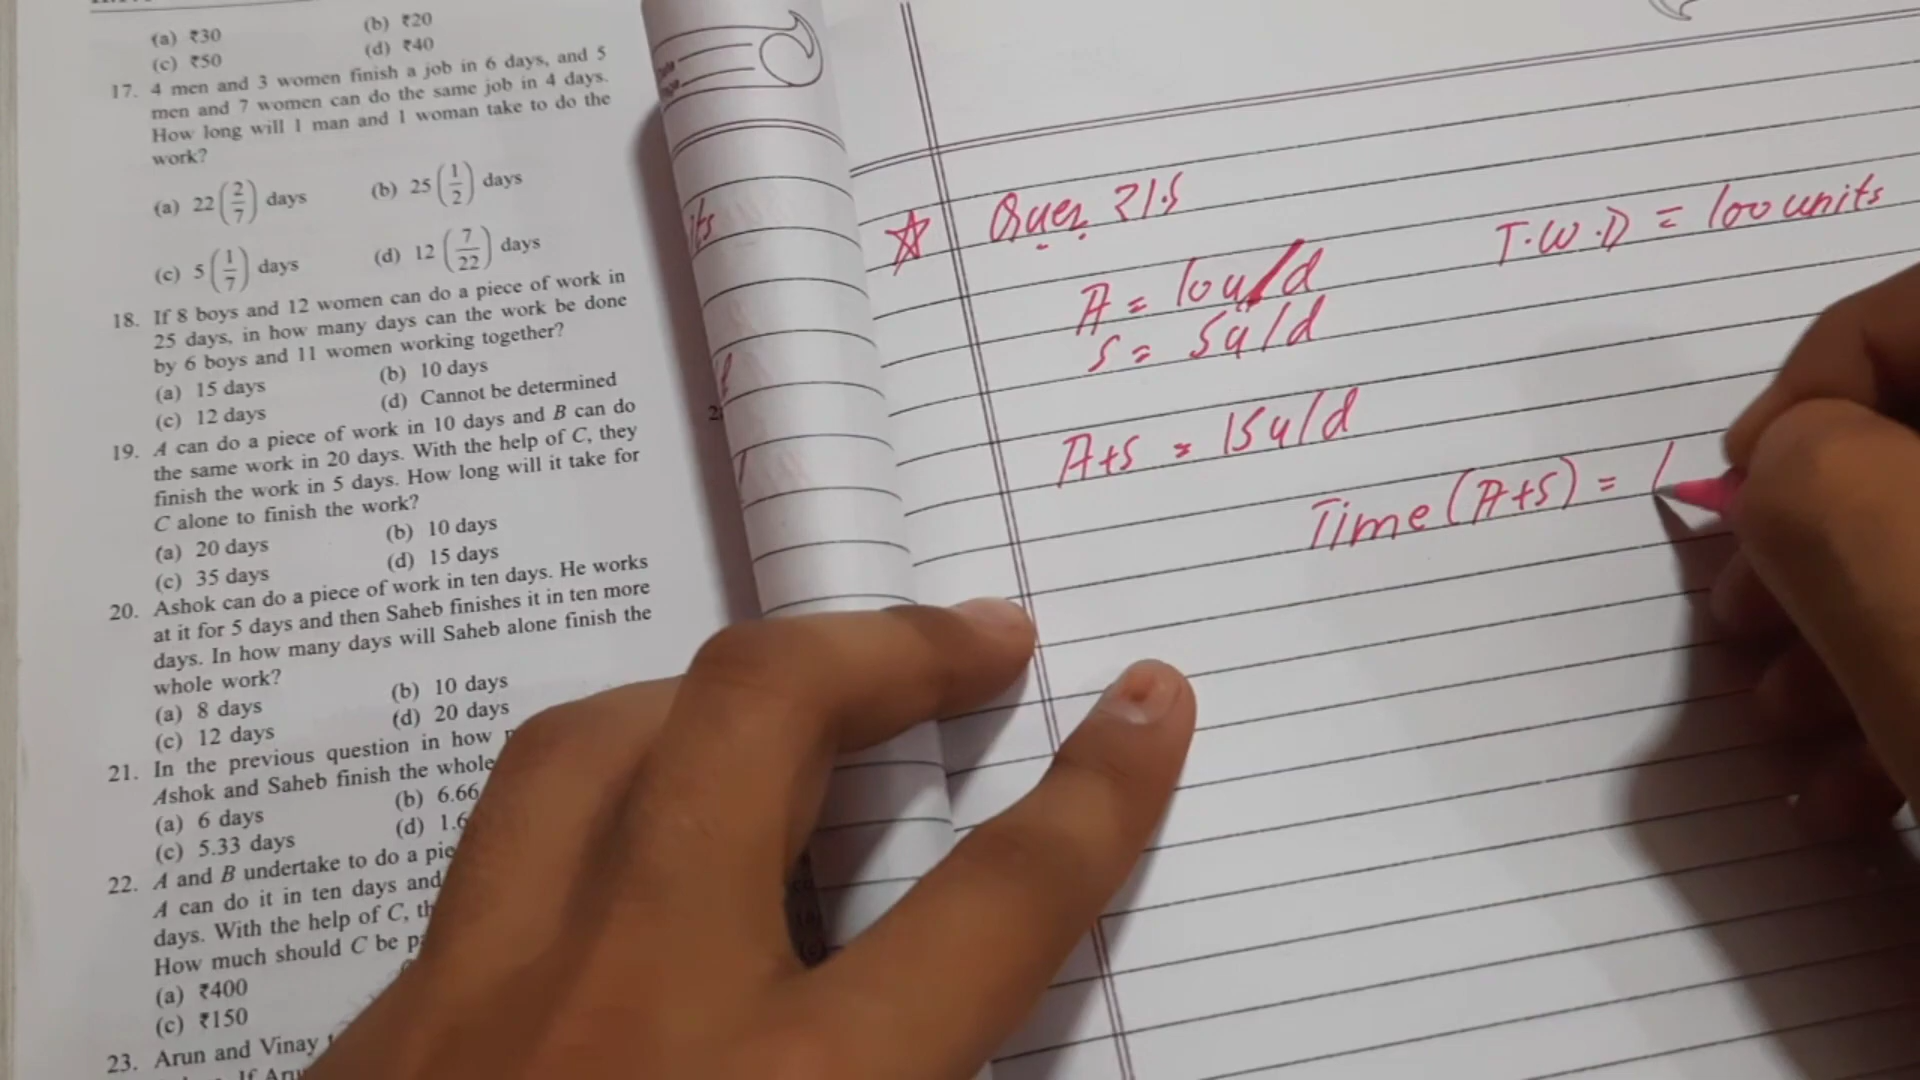 (a) ₹30 (b) ₹20
(c) ₹50 (d) ₹40
17. 4 men and 3 women finish a job in 6 days, and 5
men and 7 women can do the same job in 4 days.
How long will 1 man and 1 woman take to do the
work?
(a) 22 (2/7) days (b) 25 (1/2) days
(c) 5 (1/7) days (d) 12 (7/22) days
18. If 8 boys and 12 women can do a piece of work in
25 days, in how many days can the work be done
by 6 boys and 11 women working together?
(a) 15 days (b) 10 days
(c) 12 days (d) Cannot be determined
19. A can do a piece of work in 10 days and B can do
the same work in 20 days. With the help of C, they
finish the work in 5 days. How long will it take for
C alone to finish the work?
(a) 20 days (b) 10 days
(c) 35 days (d) 15 days
20. Ashok can do a piece of work in ten days. He works
at it for 5 days and then Saheb finishes it in ten more
days. In how many days will Saheb alone finish the
whole work?
(a) 8 days (b) 10 days
(c) 12 days (d) 20 days
21. In the previous question in how
Ashok and Saheb finish the whole
(a) 6 days (b) 6.66
(c) 5.33 days (d) 1.6
22. A and B undertake to do a pie
A can do it in ten days and
days. With the help of C, th
How much should C be p
(a) ₹400
(c) ₹150
23. Arun and Vinay
If Aru
Ques 21.S
T.W.D = 100 units
A = 10u/d
S = 5u/d
A+S = 15u/d
Time (A+S) =